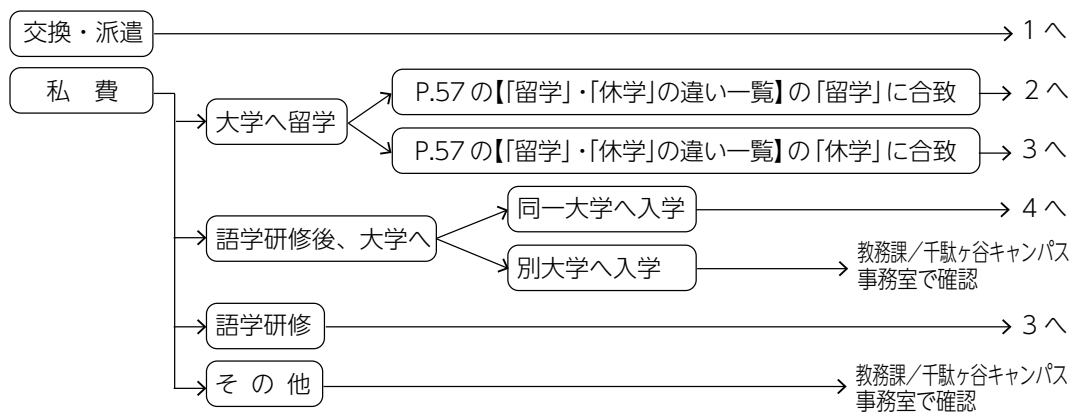 交換・派遣
1へ
私 費
大学へ留学
P.57の【「留学」・「休学」の違い一覧】の「留学」に合致
2へ
P.57の【「留学」・「休学」の違い一覧】の「休学」に合致
3へ
語学研修後、大学へ
同一大学へ入学
4へ
別大学へ入学
教務課/千駄ヶ谷キャンパス
事務室で確認
語学研修
3へ
そ の 他
教務課/千駄ヶ谷キャンパス
事務室で確認